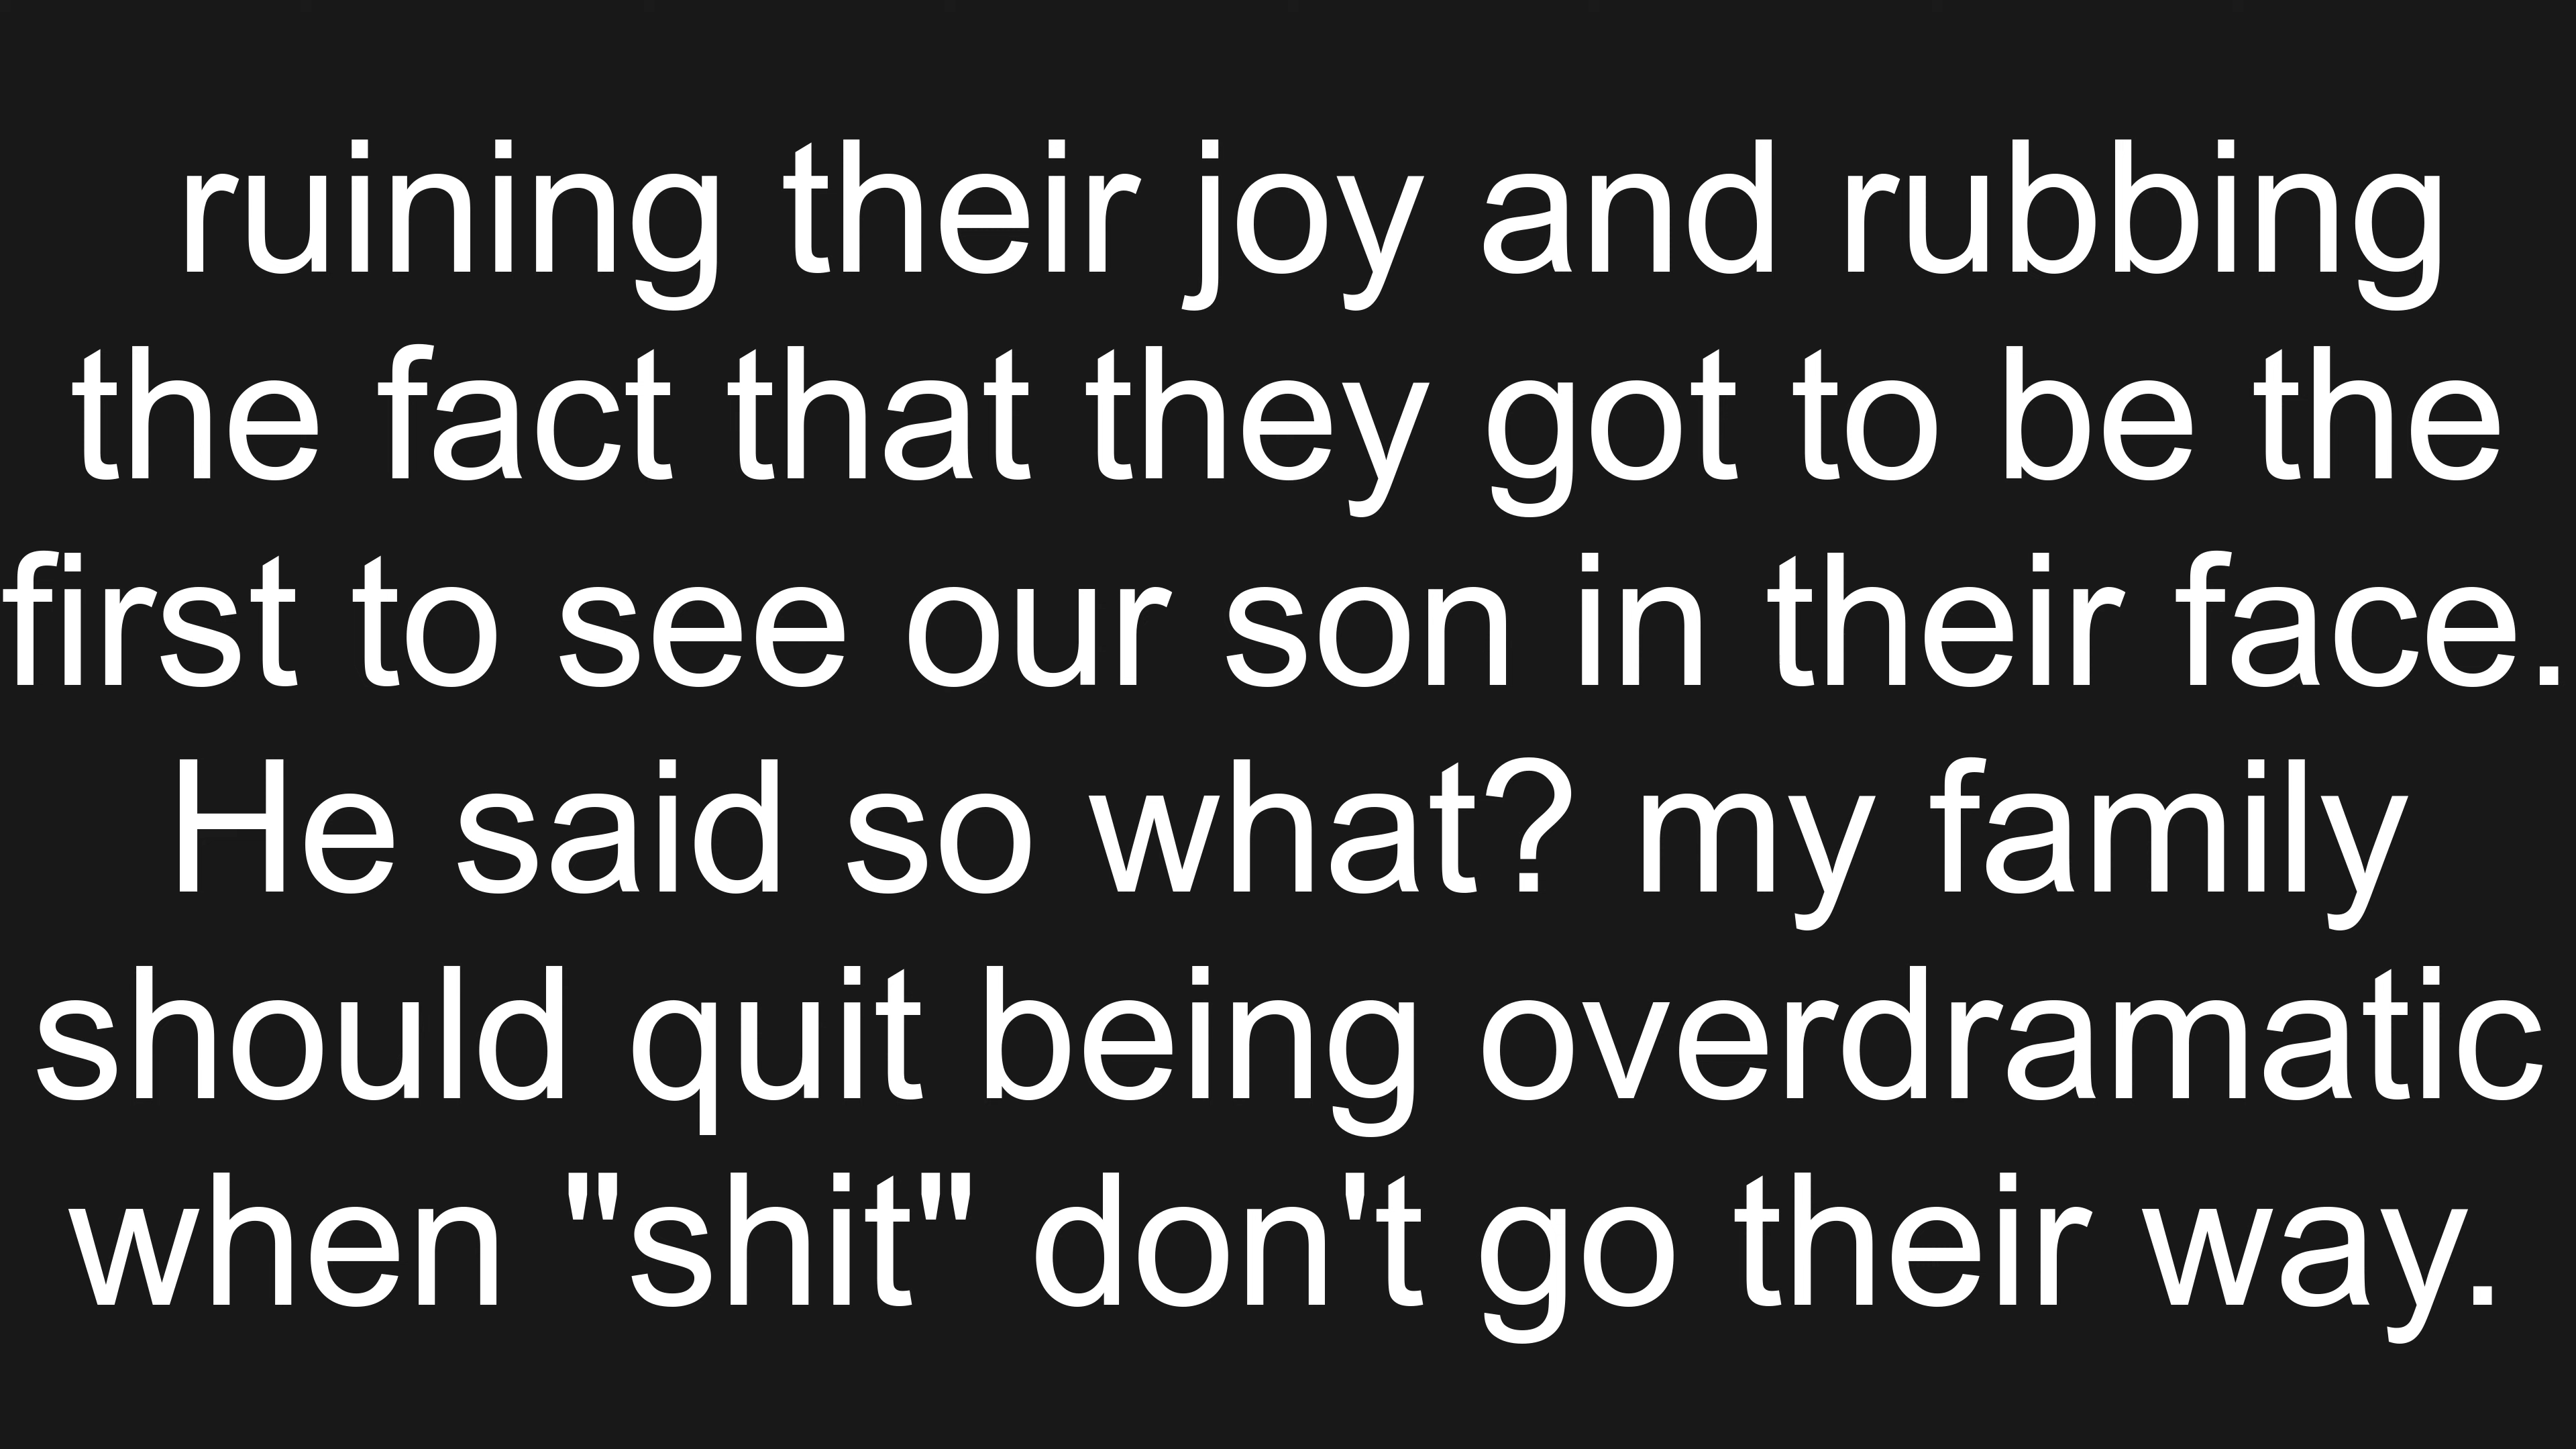 ruining their joy and rubbing
the fact that they got to be the
first to see our son in their face.
He said so what? my family
should quit being overdramatic
when "shit" don't go their way.